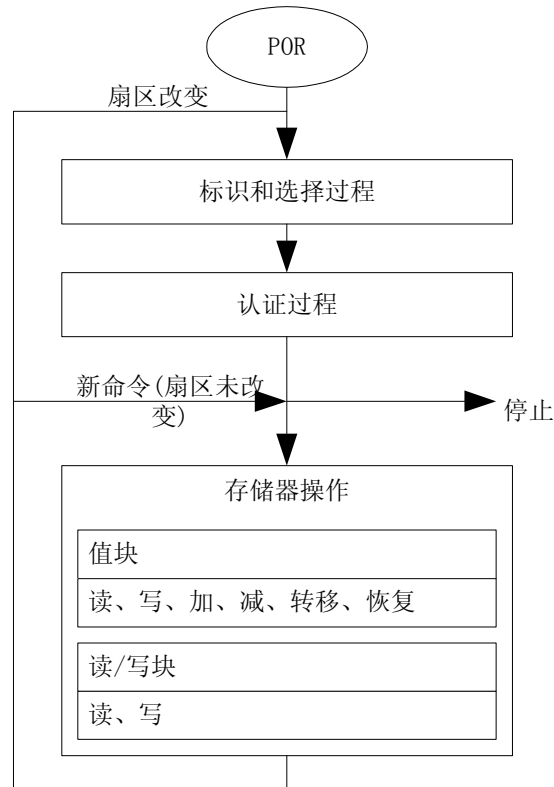 POR
扇区改变
标识和选择过程
认证过程
新命令(扇区未改
变)
停止
存储器操作
值块
读、写、加、减、转移、恢复
读/写块
读、写